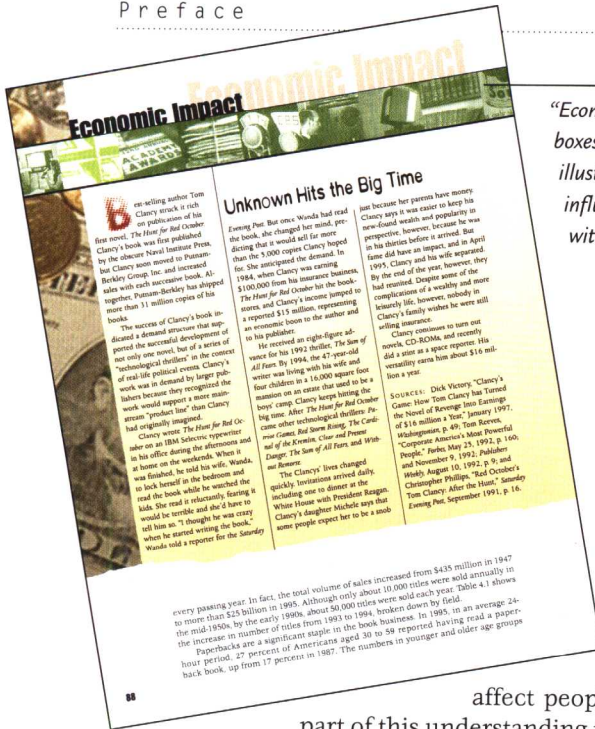 Preface
Economic Impact
Economic Impact
ACADEMY
AWARDS
"Econ
boxes
illust
infl
wit
Best-selling author Tom
Clancy struck it rich
on publication of his
first novel, The Hunt for Red October
Clancy's book was first published
by the obscure Naval Institute Press,
but Clancy soon moved to Putnam-
Berkley Group, Inc. and increased
sales with each successive book. Al-
together, Putnam-Berkley has shipped
more than 31 million copies of his
books.
The success of Clancy's book in-
dicated a demand structure that sup-
ported the successful development of
not only one novel, but of a series of
"technological thrillers" in the context
of real-life political events. Clancy's
work was in demand by larger pub-
lishers because they recognized the
work would support a more main-
stream "product line" than Clancy
had originally imagined.
Clancy wrote The Hunt for Red Oc-
tober on an IBM Selectric typewriter
in his office during the afternoons and
at home on the weekends. When it
was finished, he told his wife, Wanda,
to lock herself in the bedroom and
read the book while he watched the
kids. She read it reluctantly, fearing it
would be terrible and she'd have to
tell him so. "I thought he was crazy
when he started writing the book,"
Wanda told a reporter for the Saturday
Unknown Hits the Big Time
Evening Post. But once Wanda had read
the book, she changed her mind, pre-
dicting that it would sell far more
than the 5,000 copies Clancy hoped
for. She anticipated the demand. In
1984, when Clancy was earning
$100,000 from his insurance business,
The Hunt for Red October hit the book-
stores, and Clancy's income jumped to
a reported $15 million, representing
an economic boon to the author and
to his publisher.
He received an eight-figure ad-
vance for his 1992 thriller, The Sum of
All Fears. By 1994, the 47-year-old
writer was living with his wife and
four children in a 16,000 square foot
mansion on an estate that used to be a
boys' camp. Clancy keeps hitting the
big time. After The Hunt for Red October
came other technological thrillers: Pa-
triot Games, Red Storm Rising, The Cardi-
nal of the Kremlin, Clear and Present
Danger, The Sum of All Fears, and With-
out Remorse.
The Clancys' lives changed
quickly. Invitations arrived daily,
including one to dinner at the
White House with President Reagan.
Clancy's daughter Michele says that
some people expect her to be a snob
just because her parents have money.
Clancy says it was easier to keep his
new-found wealth and popularity in
perspective, however, because he was
in his thirties before it arrived. But
fame did have an impact, and in April
1995, Clancy and his wife separated.
By the end of the year, however, they
had reunited. Despite some of the
complications of a wealthy and more
leisurely life, however, nobody in
Clancy's family wishes he were still
selling insurance.
Clancy continues to turn out
novels, CD-ROMs, and recently
did a stint as a space reporter. His
versatility earns him about $16 mil-
lion a year.
SOURCES: Dick Victory, "Clancy's
Game: How Tom Clancy has Turned
the Novel of Revenge Into Earnings
of $16 Million a Year," January 1997,
Washingtonian, p. 49; Tom Reeves,
"Corporate America's Most Powerful
People," Forbes, May 25, 1992, p. 160;
and November 9, 1992; Publishers
Weekly, August 10, 1992, p. 9; and
Christopher Phillips, "Red October's
Tom Clancy: After the Hunt," Saturday
Evening Post, September 1991, p. 16.
every passing year. In fact, the total volume of sales increased from $435 million in 1947
to more than $25 billion in 1995. Although only about 10,000 titles were sold annually in
the mid-1950s, by the early 1990s, about 50,000 titles were sold each year. Table 4.1 shows
the increase in number of titles from 1993 to 1994, broken down by field.
Paperbacks are a significant staple in the book business. In 1995, in an average 24-
hour period, 27 percent of Americans aged 30 to 59 reported having read a paper-
back book, up from 17 percent in 1987. The numbers in younger and older age groups
88
affect peop
part of this understanding